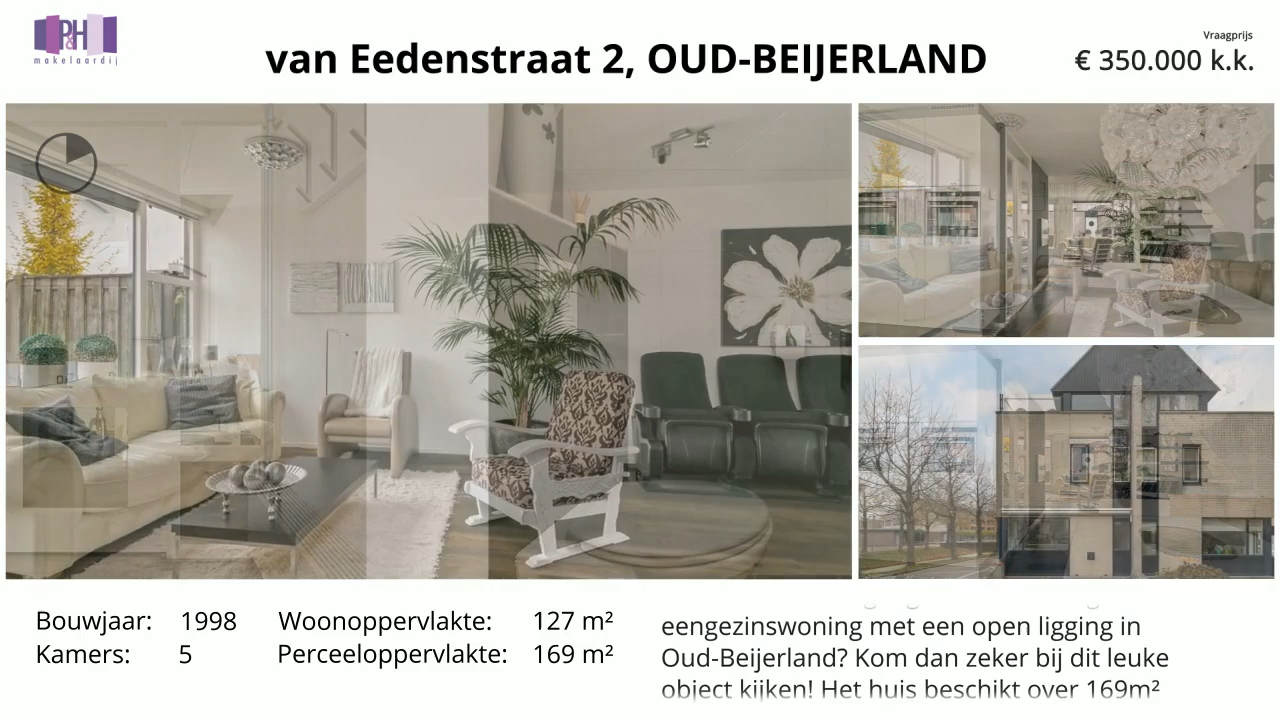 P&H
makelaardij
van Eedenstraat 2, OUD-BEIJERLAND
Vraagprijs
€ 350.000 k.k.
Bouwjaar: 1998
Kamers: 5
Woonoppervlakte: 127 m²
Perceeloppervlakte: 169 m²
eengezinswoning met een open ligging in
Oud-Beijerland? Kom dan zeker bij dit leuke
object kijken! Het huis beschikt over 169m²